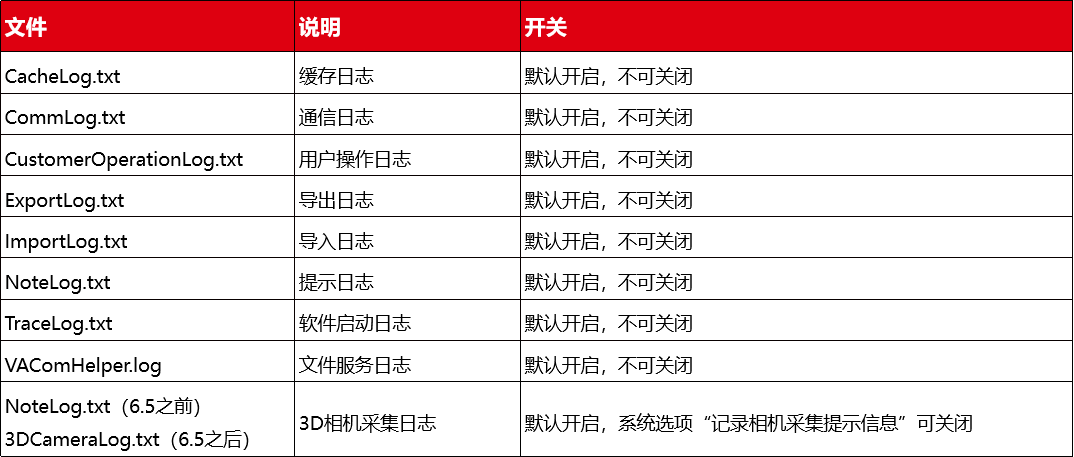 文件 说明 开关
CacheLog.txt 缓存日志 默认开启，不可关闭
CommLog.txt 通信日志 默认开启，不可关闭
CustomerOperationLog.txt 用户操作日志 默认开启，不可关闭
ExportLog.txt 导出日志 默认开启，不可关闭
ImportLog.txt 导入日志 默认开启，不可关闭
NoteLog.txt 提示日志 默认开启，不可关闭
TraceLog.txt 软件启动日志 默认开启，不可关闭
VAComHelper.log 文件服务日志 默认开启，不可关闭
NoteLog.txt（6.5之前）
3DCameraLog.txt（6.5之后）
3D相机采集日志 默认开启，系统选项“记录相机采集提示信息”可关闭